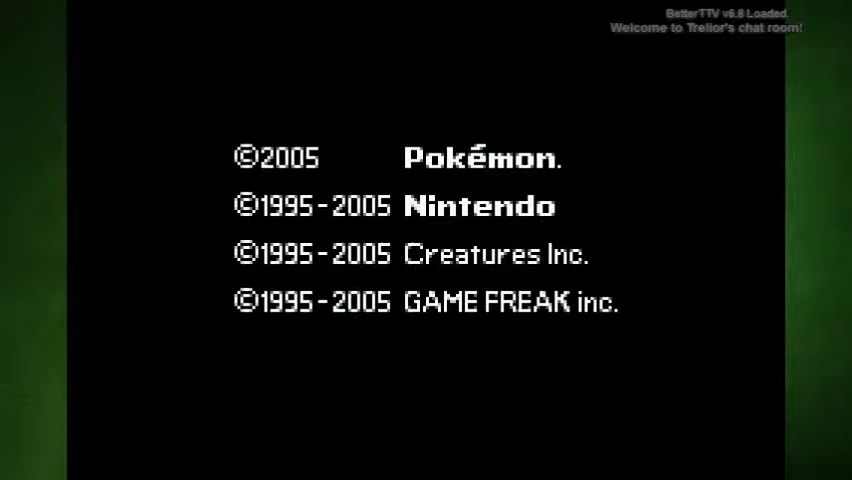 BetterTTV v6.8 Loaded.
Welcome to Trelior's chat room!
©2005 Pokémon.
©1995-2005 Nintendo
©1995-2005 Creatures Inc.
©1995-2005 GAME FREAK inc.